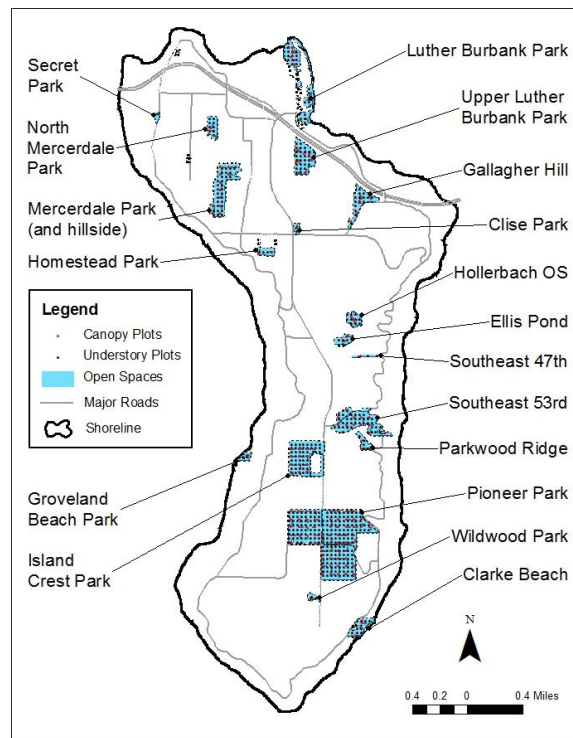 Secret
Park
North
Mercerdale
Park
Mercerdale Park
(and hillside)
Homestead Park
Legend
Canopy Plots
Understory Plots
Open Spaces
Major Roads
Shoreline
Groveland
Beach Park
Island
Crest Park
Luther Burbank Park
Upper Luther
Burbank Park
Gallagher Hill
Clise Park
Hollerbach OS
Ellis Pond
Southeast 47th
Southeast 53rd
Parkwood Ridge
Pioneer Park
Wildwood Park
Clarke Beach
N
0.4 0.2 0 0.4 Miles